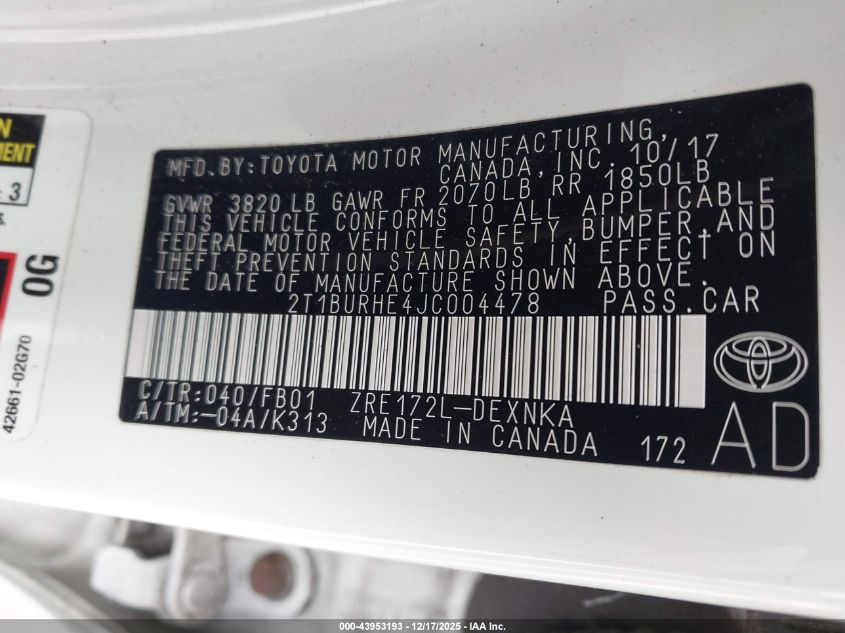 MFD.BY:TOYOTA MOTOR MANUFACTURING,
CANADA,INC. 10/17
GVWR 3820 LB GAWR FR 2070LB RR 1850LB
THIS VEHICLE CONFORMS TO ALL APPLICABLE
FEDERAL MOTOR VEHICLE SAFETY,BUMPER,AND
THEFT PREVENTION STANDARDS IN EFFECT ON
THE DATE OF MANUFACTURE SHOWN ABOVE.
2T1BURHE4JC004478 PASS.CAR
C/TR:040/FB01 ZRE172L-DEXNKA
A/TM:-04A/K313 MADE IN CANADA 172 AD
MENT
3
0G
42661-02G70
000-43953193 - 12/17/2025 - IAA Inc.